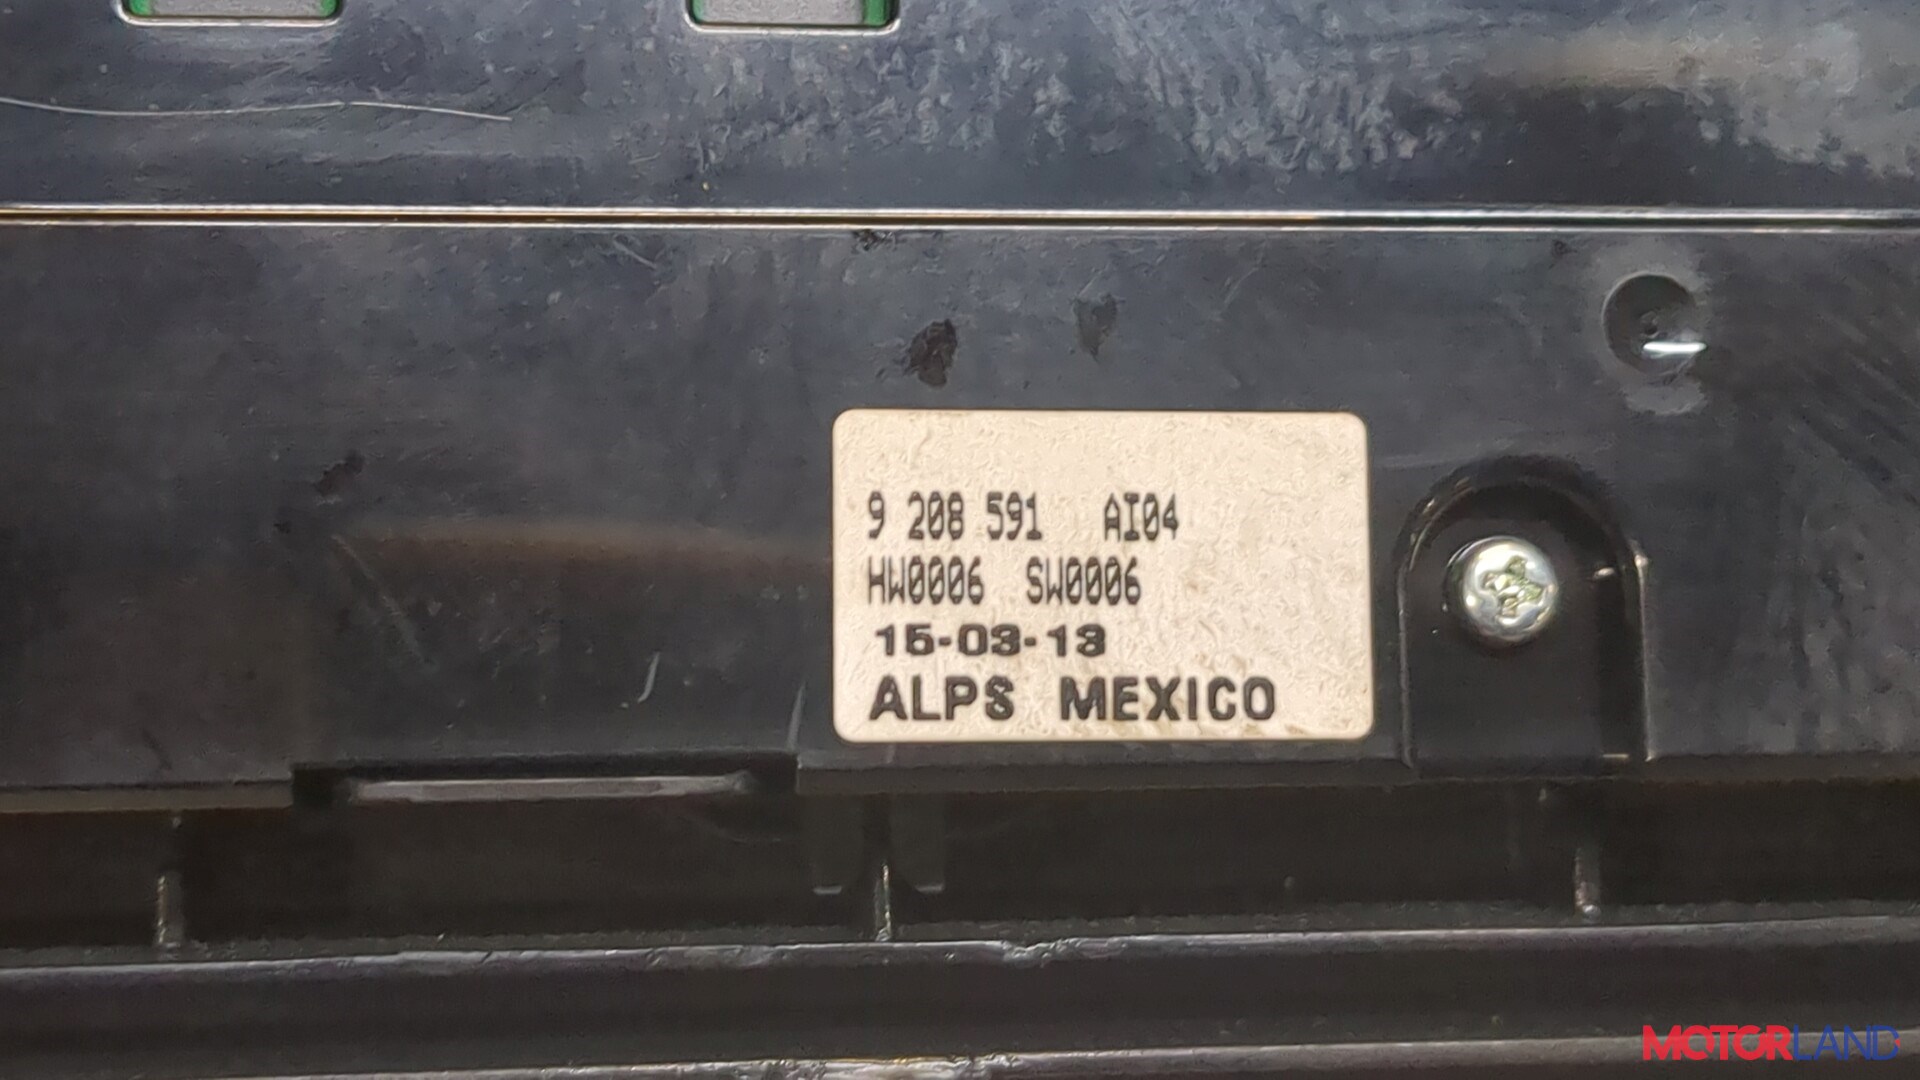 9 208 591 AI04
HW0006 SW0006
15-03-13
ALPS MEXICO
MOTORLAND